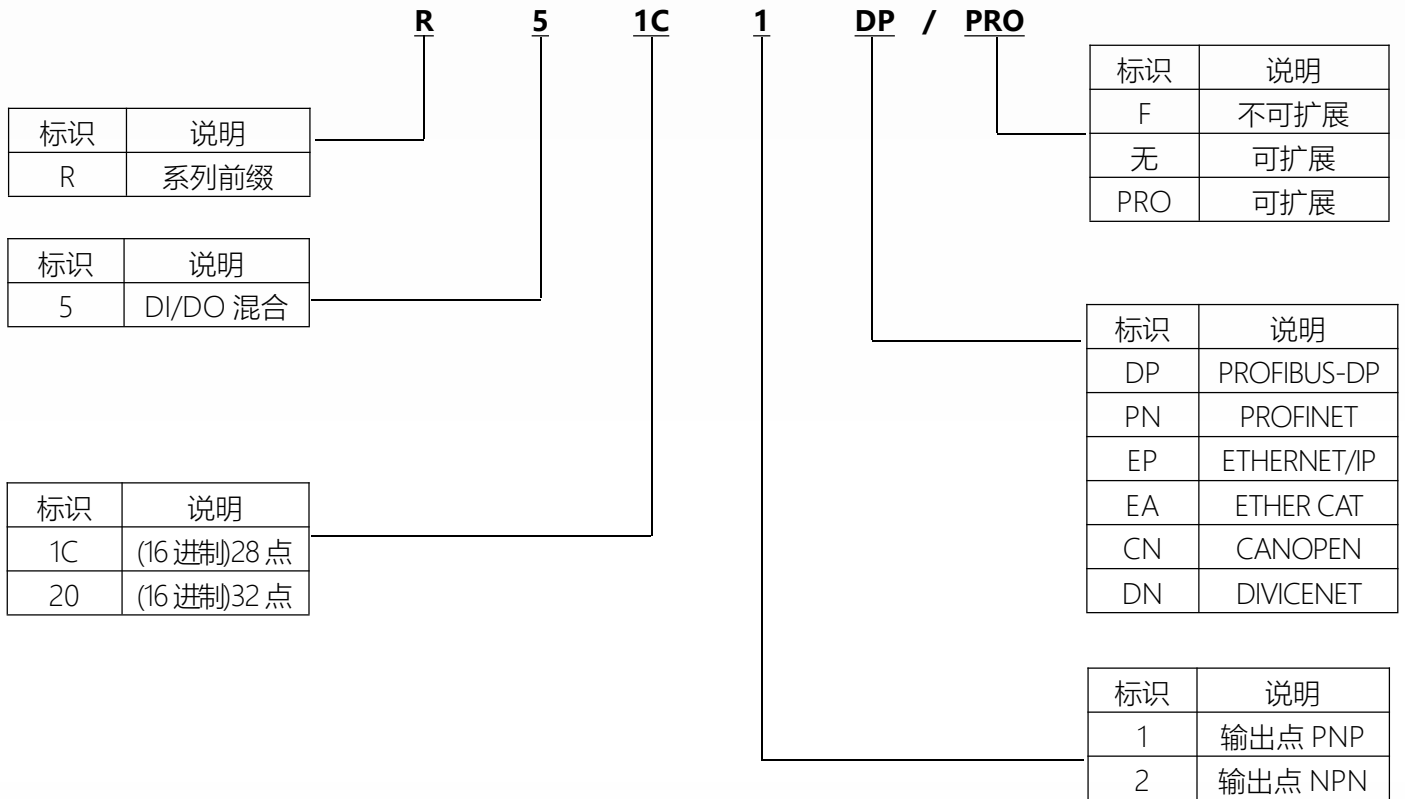 R 5 1C 1 DP / PRO
标识 说明
R 系列前缀
标识 说明
5 DI/DO 混合
标识 说明
1C (16 进制)28 点
20 (16 进制)32 点
标识 说明
F 不可扩展
无 可扩展
PRO 可扩展
标识 说明
DP PROFIBUS-DP
PN PROFINET
EP ETHERNET/IP
EA ETHER CAT
CN CANOPEN
DN DIVICENET
标识 说明
1 输出点 PNP
2 输出点 NPN